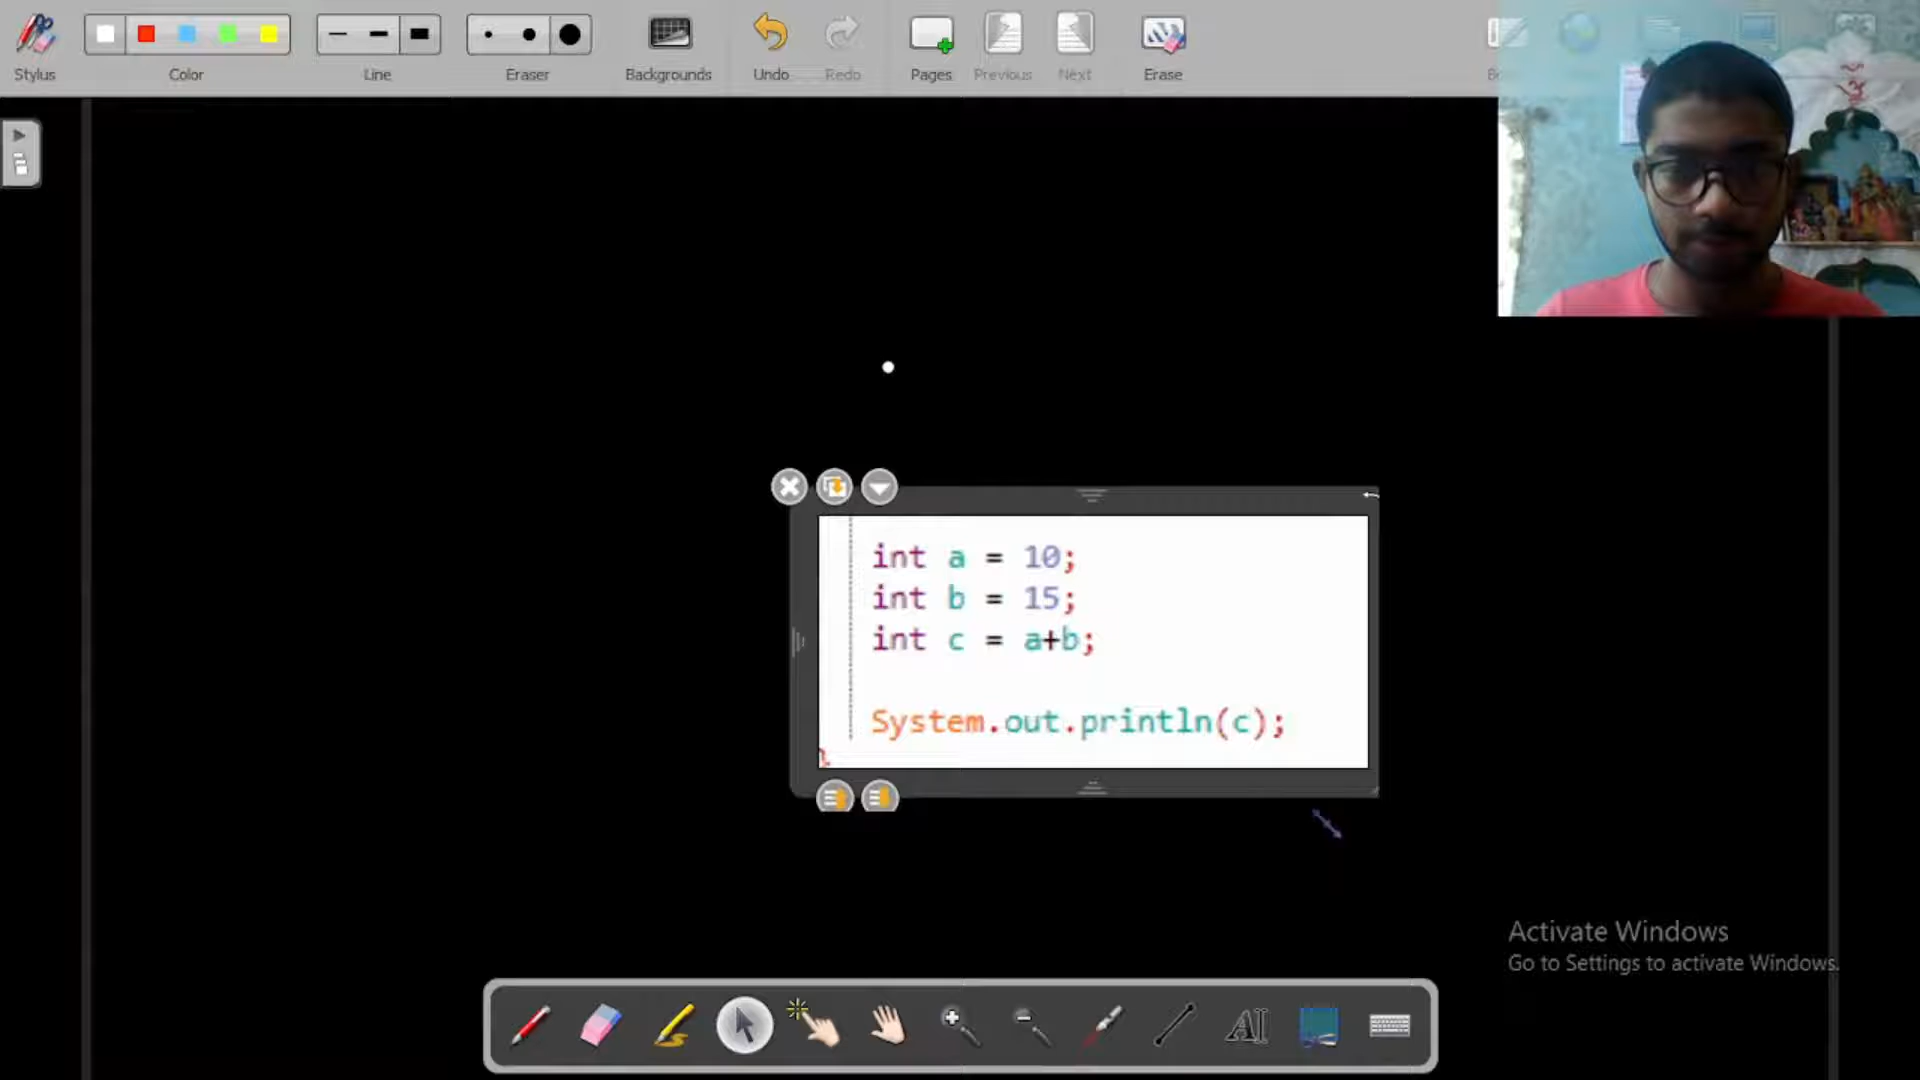 Stylus
Color
Line
Eraser
Backgrounds
Undo
Redo
Pages
Previous
Next
Erase
int a = 10;
int b = 15;
int c = a+b;
System.out.println(c);
}
AI
Activate Windows
Go to Settings to activate Windows.